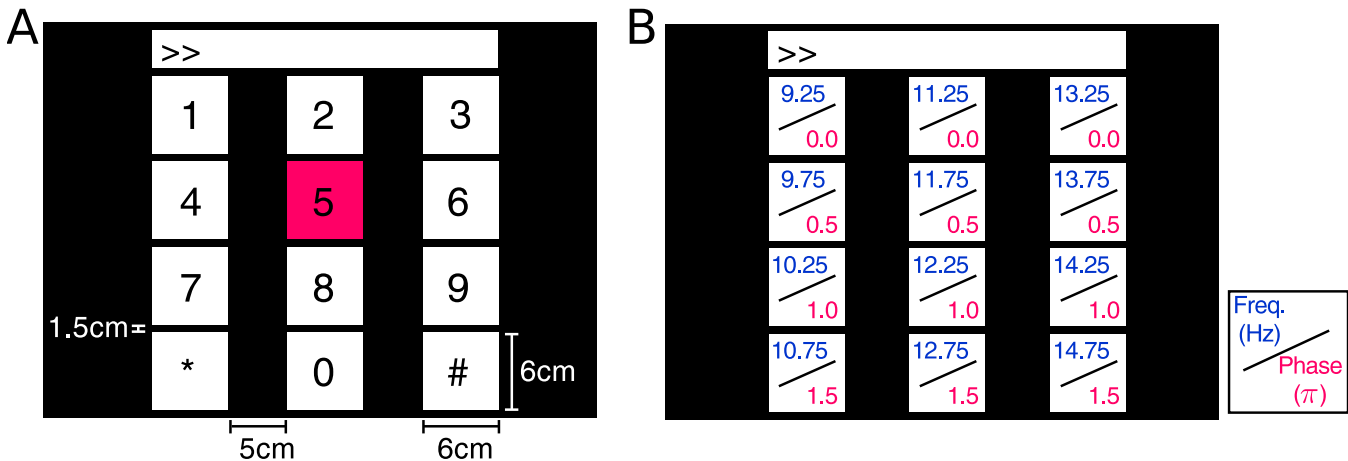 A
>>
1 2 3
4 5 6
7 8 9
1.5cm
* 0 #
6cm
5cm 6cm
B
>>
9.25 11.25 13.25
0.0 0.0 0.0
9.75 11.75 13.75
0.5 0.5 0.5
10.25 12.25 14.25
1.0 1.0 1.0
10.75 12.75 14.75
1.5 1.5 1.5
Freq.
(Hz)
Phase
(π)